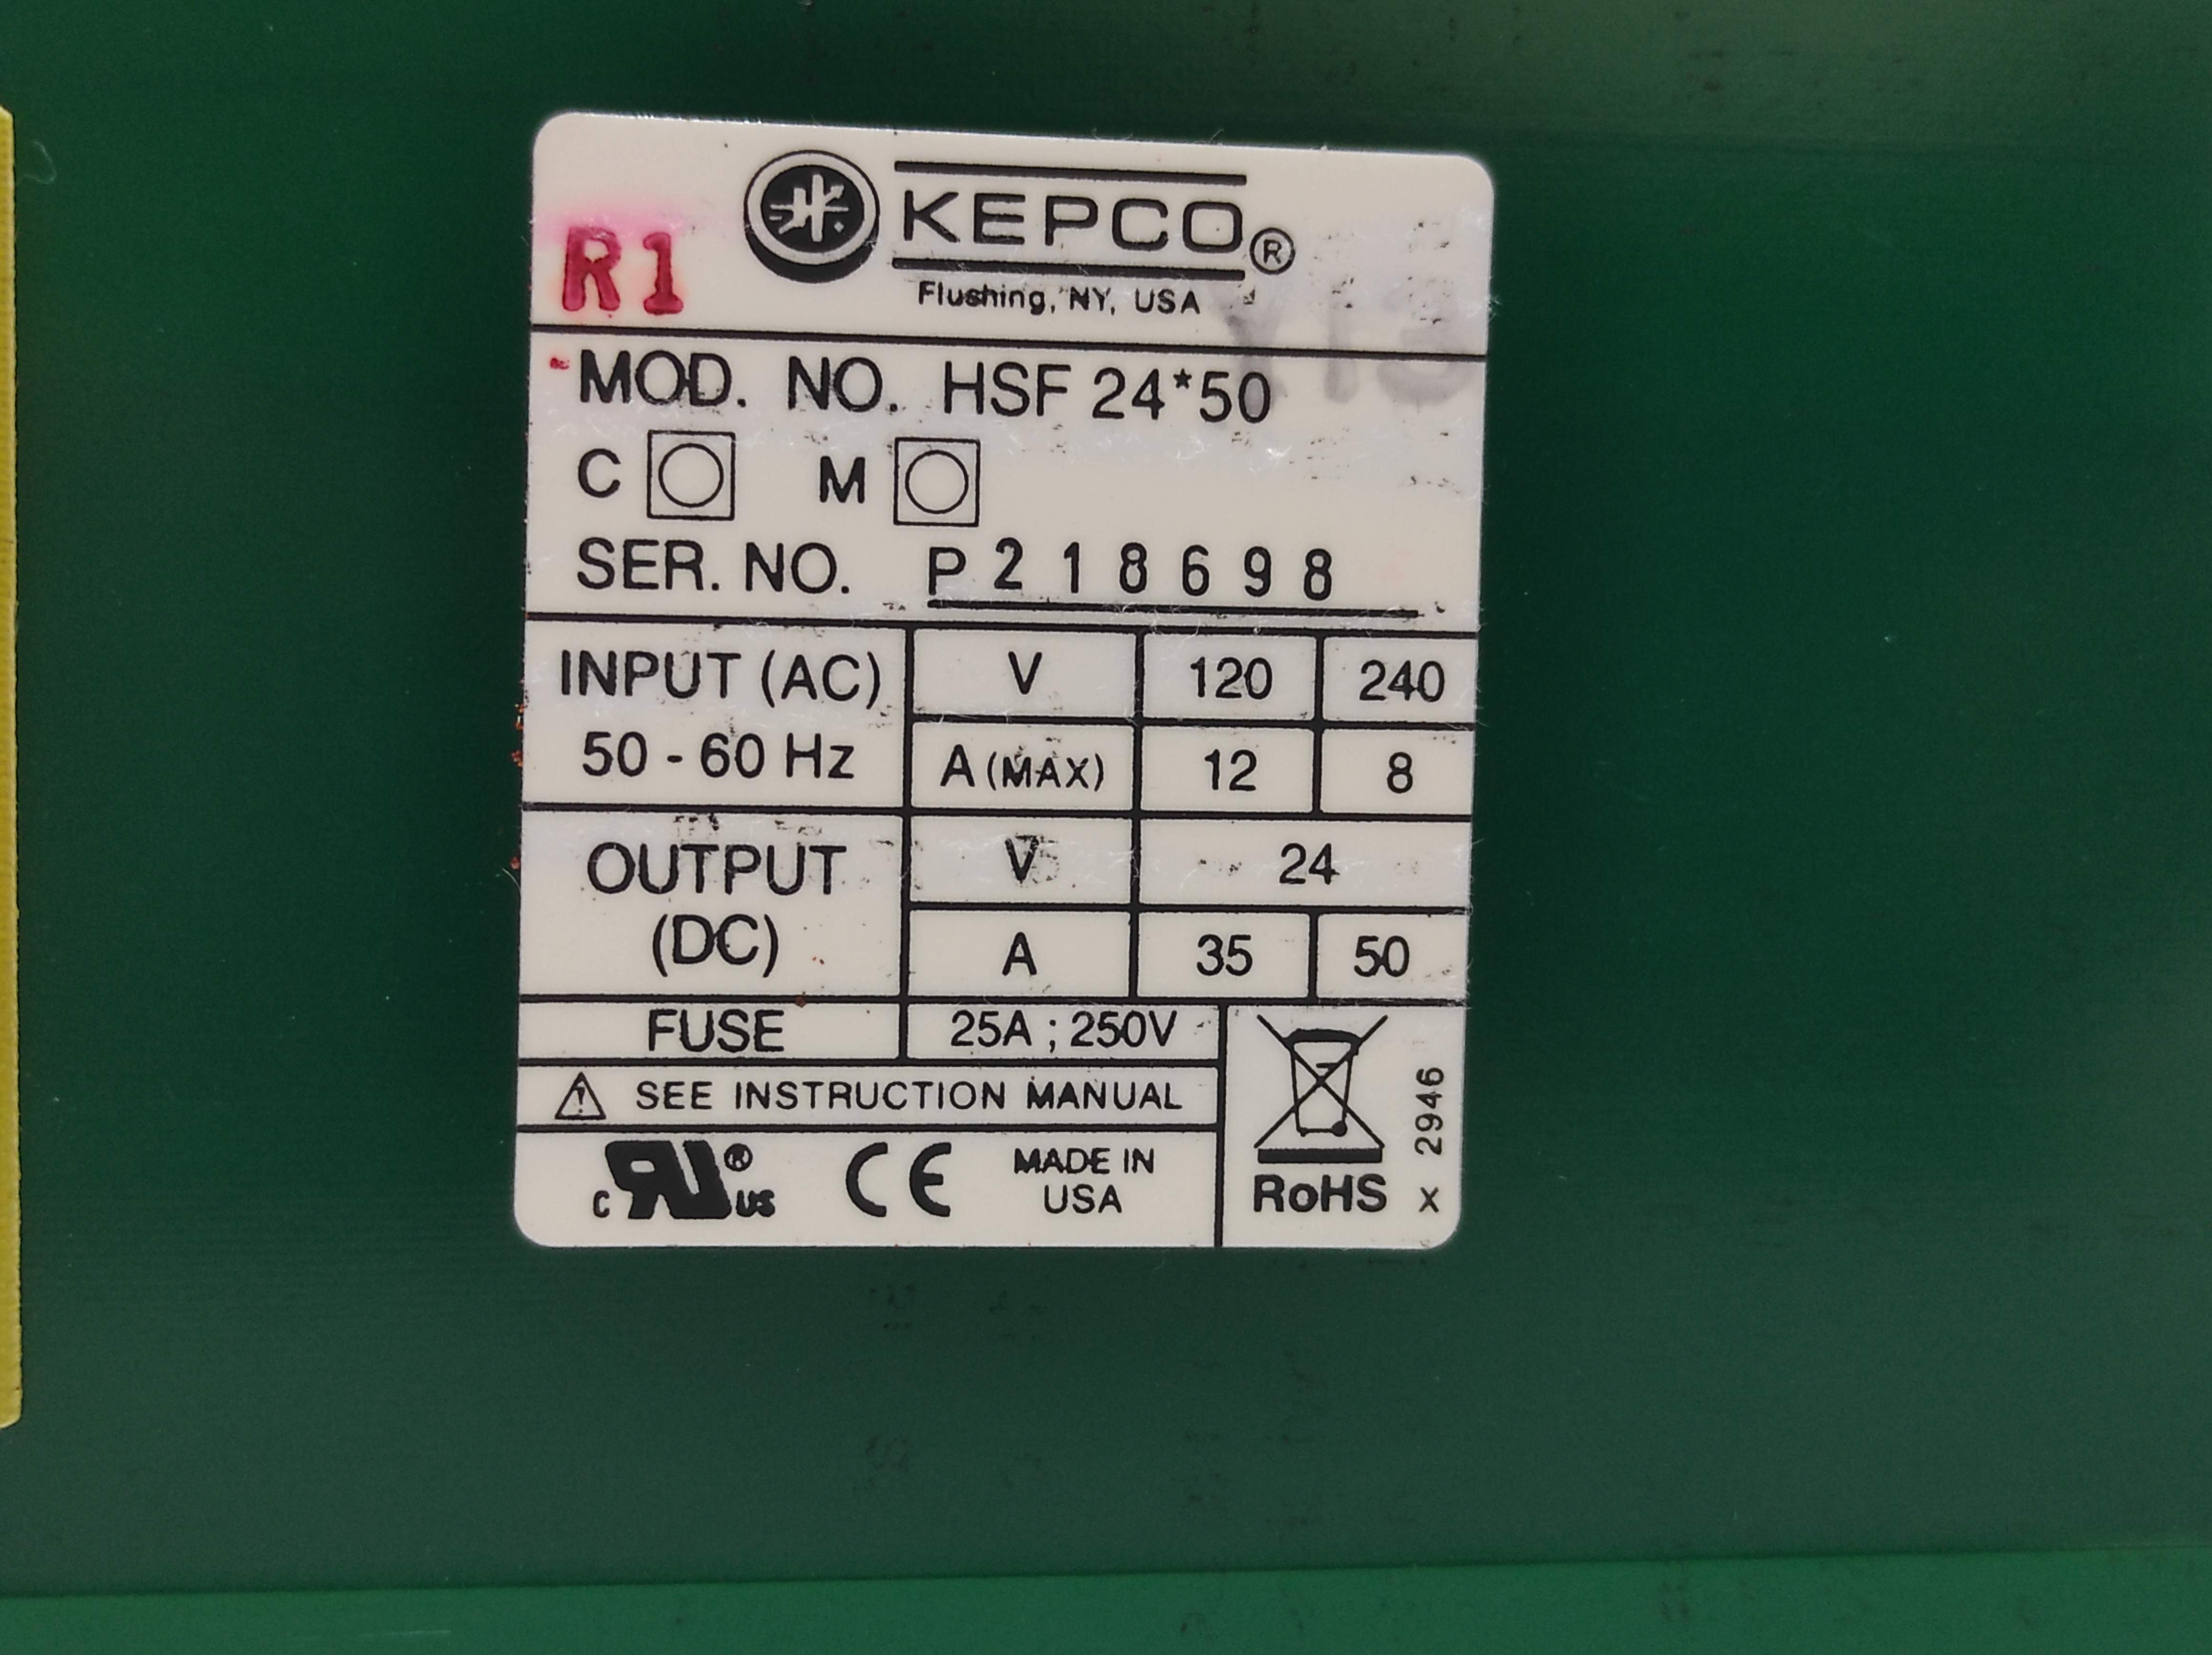 KEPCO®
R1
Flushing, NY, USA
MOD. NO. HSF 24*50
C M
SER. NO. P218698
INPUT (AC) V 120 240
50 - 60 Hz A (MAX) 12 8
OUTPUT V 24
(DC) A 35 50
FUSE 25A ; 250V
SEE INSTRUCTION MANUAL
c RU® US CE MADE IN
USA
RoHS
X 2946